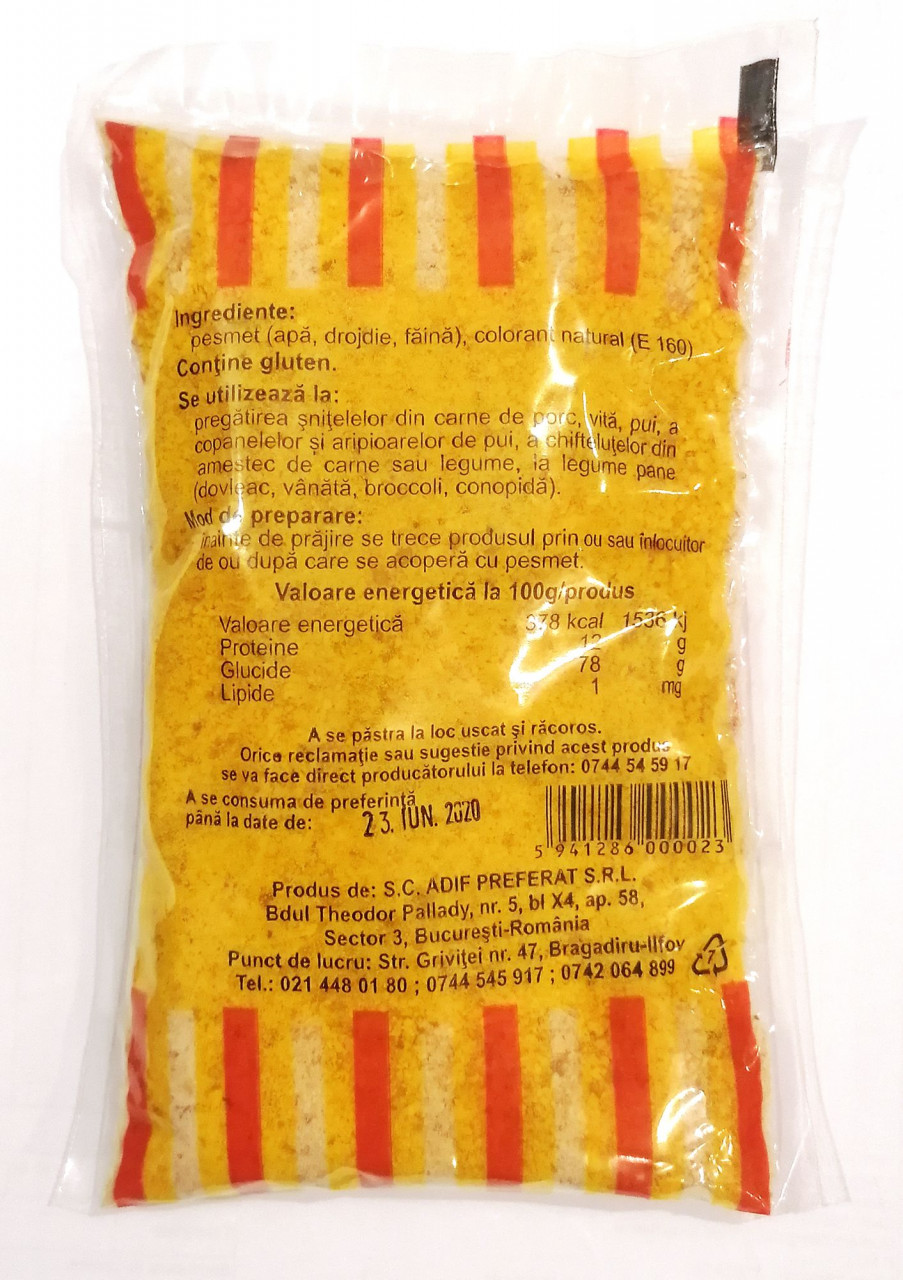 Ingrediente:
pesmet (apă, drojdie, făină), colorant natural (E 160)
Conţine gluten.
Se utilizează la:
pregătirea şniţelelor din carne de porc, vită, pui, a
copanelelor şi aripioarelor de pui, a chifteluţelor din
amestec de carne sau legume, la legume pane
(dovleac, vânătă, broccoli, conopidă).
Mod de preparare:
înainte de prăjire se trece produsul prin ou sau înlocuitor
de ou după care se acoperă cu pesmet.
Valoare energetică la 100g/produs
Valoare energetică 378 kcal 1536 kj
Proteine 12 g
Glucide 78 g
Lipide 1 mg
A se păstra la loc uscat şi răcoros.
Orice reclamaţie sau sugestie privind acest produs
se va face direct producătorului la telefon: 0744 54 59 17
A se consuma de preferinţă
până la date de: 23. IUN. 2020
5 941286 000023
Produs de: S.C. ADIF PREFERAT S.R.L.
Bdul Theodor Pallady, nr. 5, bl X4, ap. 58,
Sector 3, Bucureşti-România
Punct de lucru: Str. Griviţei nr. 47, Bragadiru-Ilfov
Tel.: 021 448 01 80 ; 0744 545 917 ; 0742 064 899
7